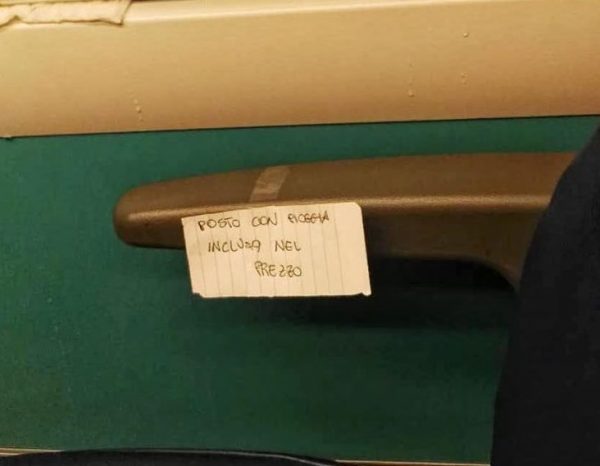 POSTO CON PIOGGIA
INCLUSA NEL
PREZZO